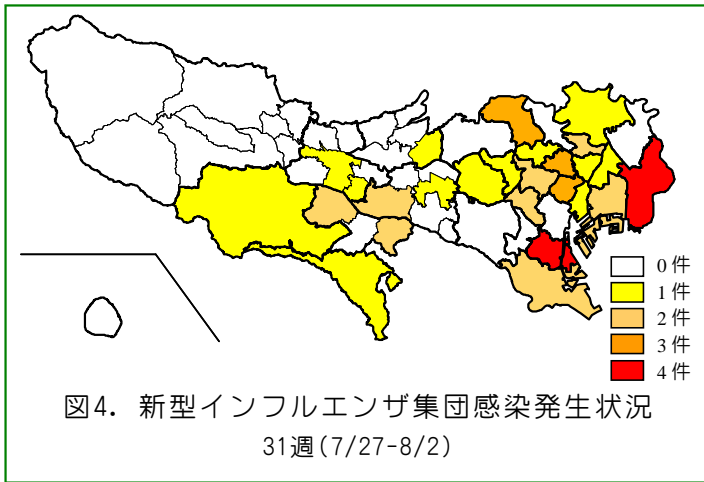 0件
1件
2件
3件
4件
図4. 新型インフルエンザ集団感染発生状況
31週(7/27-8/2)